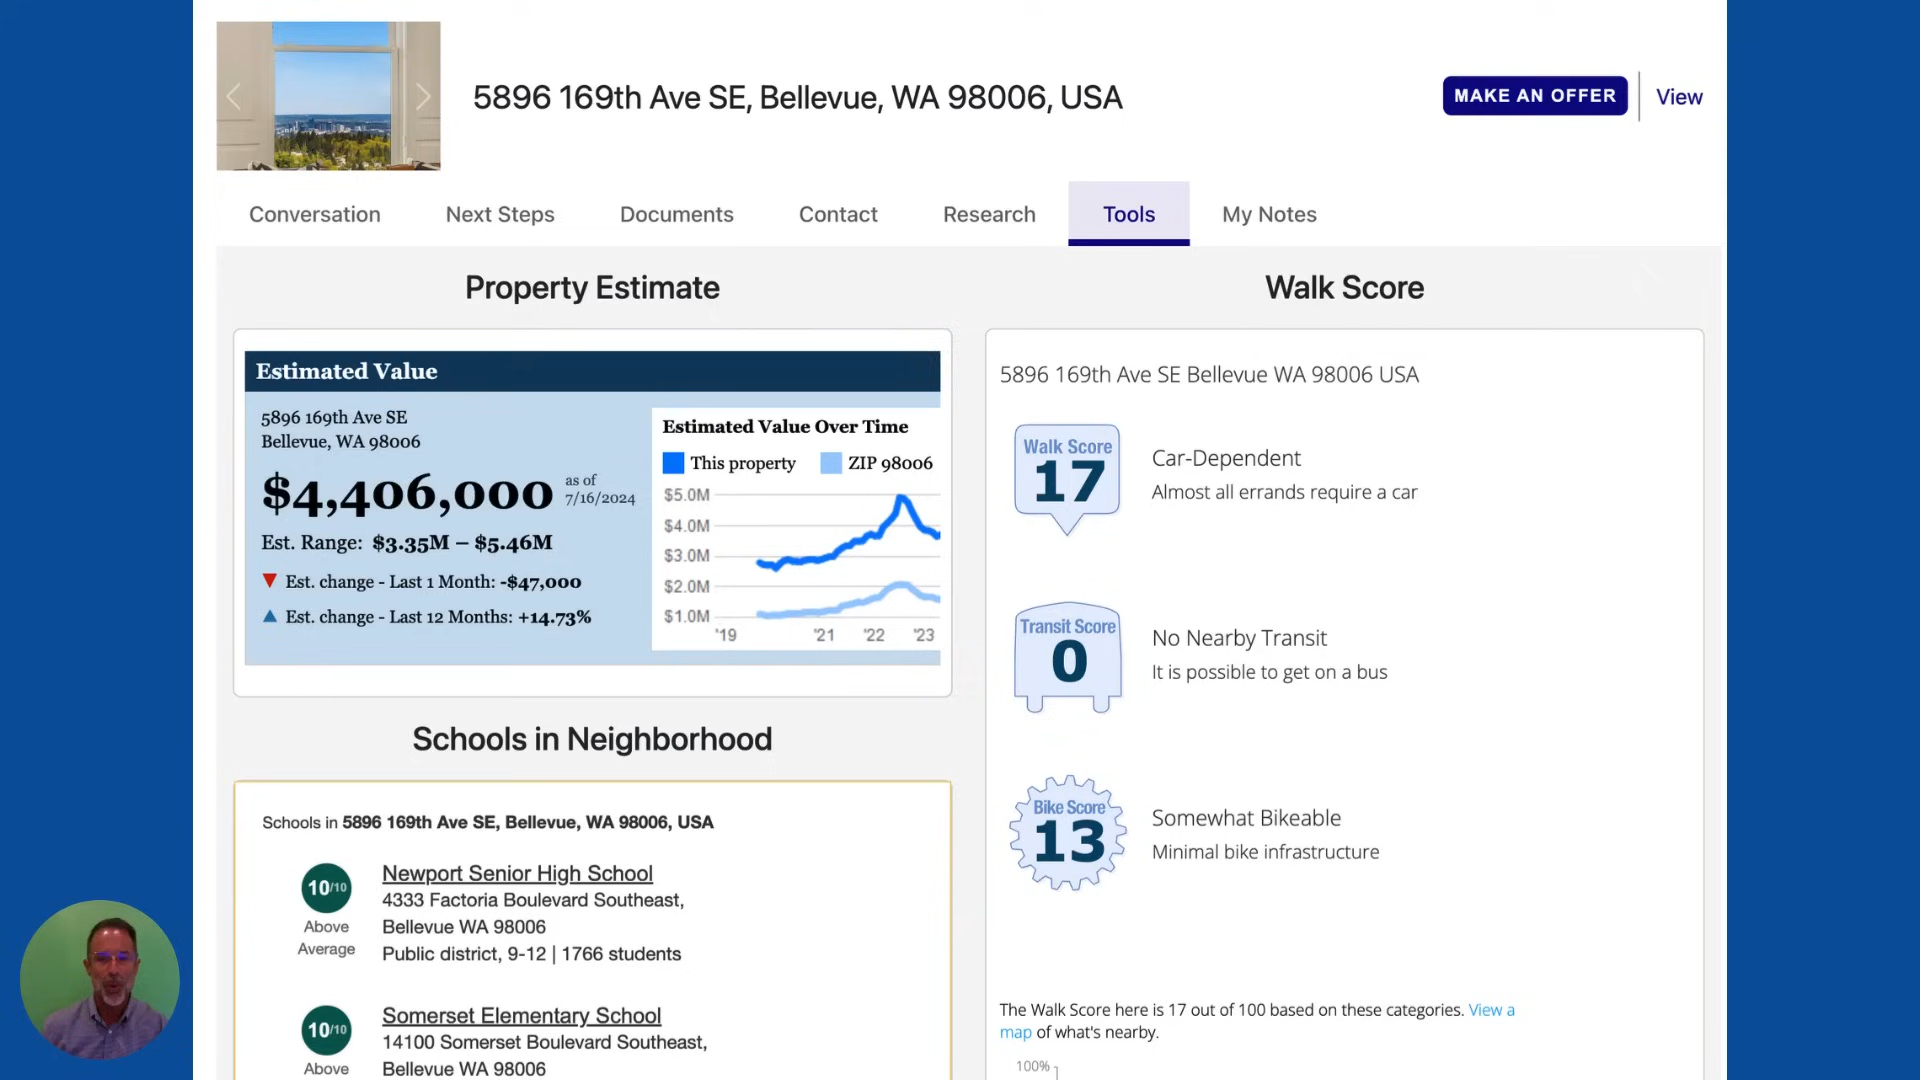 5896 169th Ave SE, Bellevue, WA 98006, USA
MAKE AN OFFER
View
Conversation
Next Steps
Documents
Contact
Research
Tools
My Notes
Property Estimate
Estimated Value
5896 169th Ave SE
Bellevue, WA 98006
$4,406,000
as of
7/16/2024
Est. Range: $3.35M – $5.46M
Est. change - Last 1 Month: -$47,000
Est. change - Last 12 Months: +14.73%
Estimated Value Over Time
This property
ZIP 98006
$5.0M
$4.0M
$3.0M
$2.0M
$1.0M
'19
'21
'22
'23
Schools in Neighborhood
Schools in 5896 169th Ave SE, Bellevue, WA 98006, USA
10/10
Above
Average
Newport Senior High School
4333 Factoria Boulevard Southeast,
Bellevue WA 98006
Public district, 9-12 | 1766 students
10/10
Above
Somerset Elementary School
14100 Somerset Boulevard Southeast,
Bellevue WA 98006
Walk Score
5896 169th Ave SE Bellevue WA 98006 USA
Walk Score
17
Car-Dependent
Almost all errands require a car
Transit Score
0
No Nearby Transit
It is possible to get on a bus
Bike Score
13
Somewhat Bikeable
Minimal bike infrastructure
The Walk Score here is 17 out of 100 based on these categories. View a
map of what's nearby.
100%